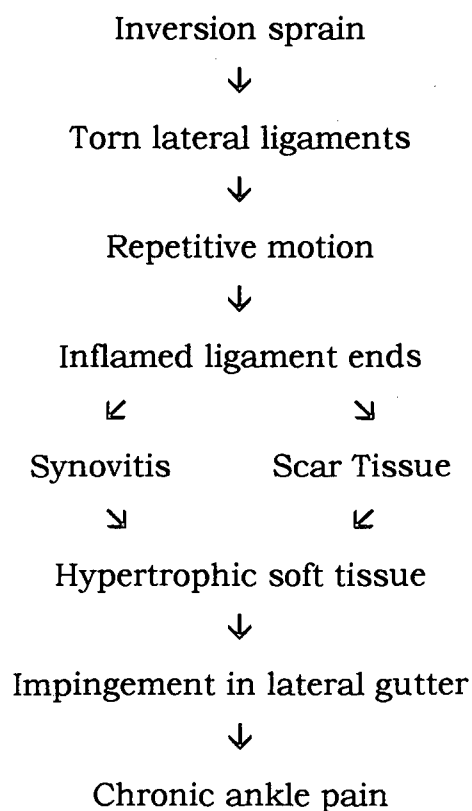 Inversion sprain
↓
Torn lateral ligaments
↓
Repetitive motion
↓
Inflamed ligament ends
↙ ↘
Synovitis Scar Tissue
↘ ↙
Hypertrophic soft tissue
↓
Impingement in lateral gutter
↓
Chronic ankle pain